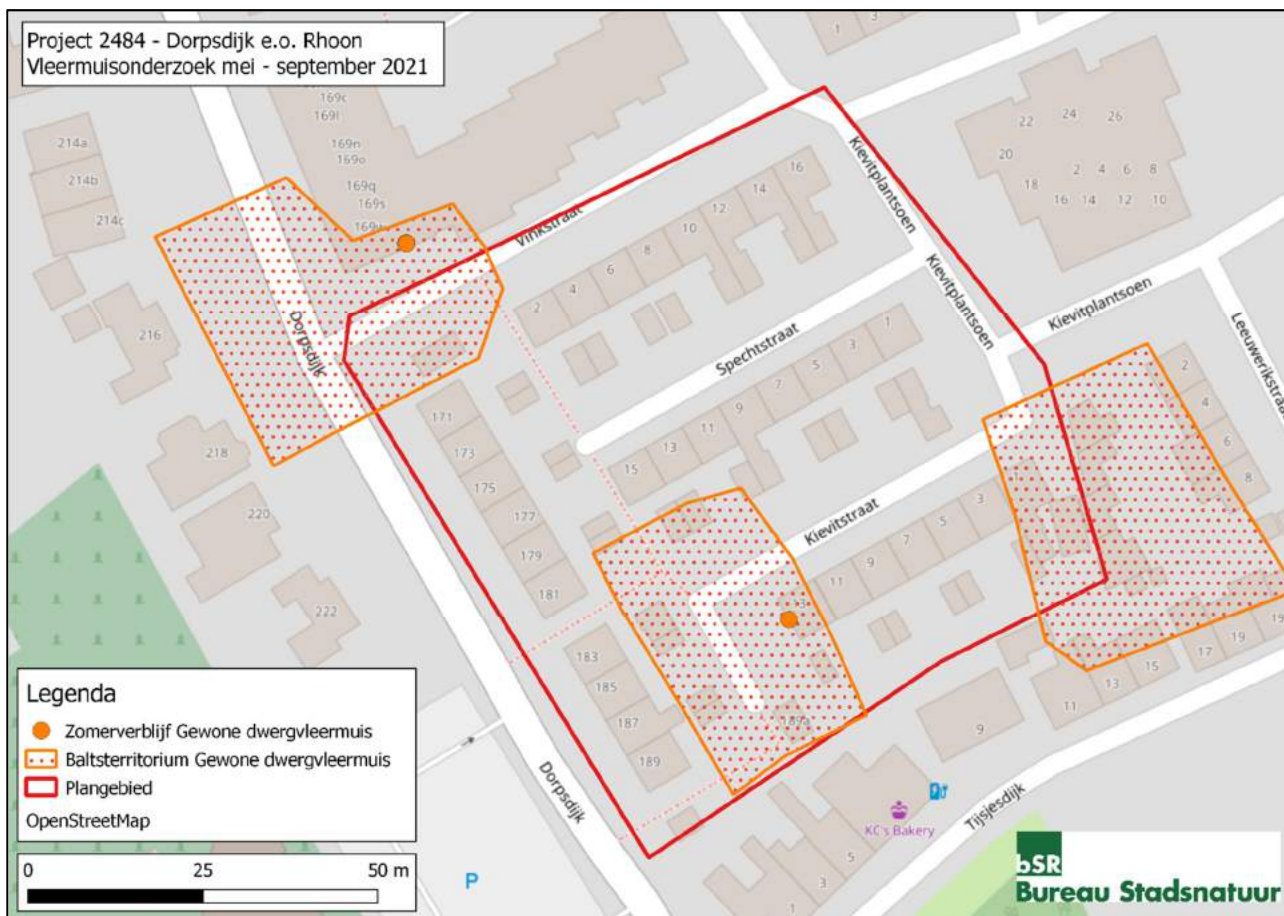 Project 2484 - Dorpsdijk e.o. Rhoon
Vleermuisonderzoek mei - september 2021
1
3
169c
169l
169n
169o
169q
169s
214a
214b
214c
216
218
220
222
Dorpsdijk
Vinkstraat
2
4
6
8
10
12
14
16
Kievitplantsoen
Kievitplantsoen
Kievitplantsoen
22
24
26
20
18
2
4
6
8
16
14
12
10
Leeuwerikstraat
2
4
6
8
Spechtstraat
15
13
11
9
7
5
3
1
171
173
175
177
179
181
183
185
187
189
189a
Kievitstraat
11
9
7
5
3
Dorpsdijk
9
11
13
15
17
19
Tijsjesdijk
KC's Bakery
5
3
1
P
Legenda
Zomerverblijf Gewone dwergvleermuis
Baltsterritorium Gewone dwergvleermuis
Plangebied
OpenStreetMap
0
25
50 m
bSR
Bureau Stadsnatuur